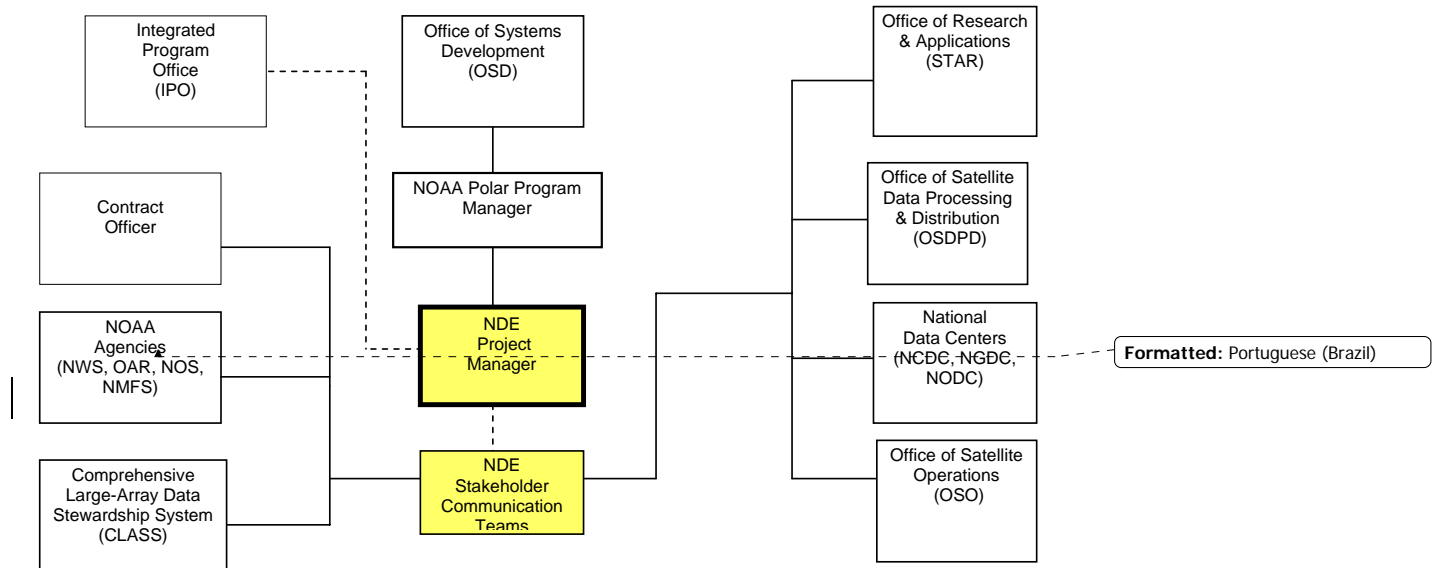 Integrated
Program
Office
(IPO)
Office of Systems
Development
(OSD)
Office of Research
& Applications
(STAR)
Contract
Officer
NOAA Polar Program
Manager
Office of Satellite
Data Processing
& Distribution
(OSDPD)
NOAA
Agencies
(NWS, OAR, NOS,
NMFS)
NDE
Project
Manager
National
Data Centers
(NCDC, NGDC,
NODC)
Formatted: Portuguese (Brazil)
Comprehensive
Large-Array Data
Stewardship System
(CLASS)
NDE
Stakeholder
Communication
Teams
Office of Satellite
Operations
(OSO)